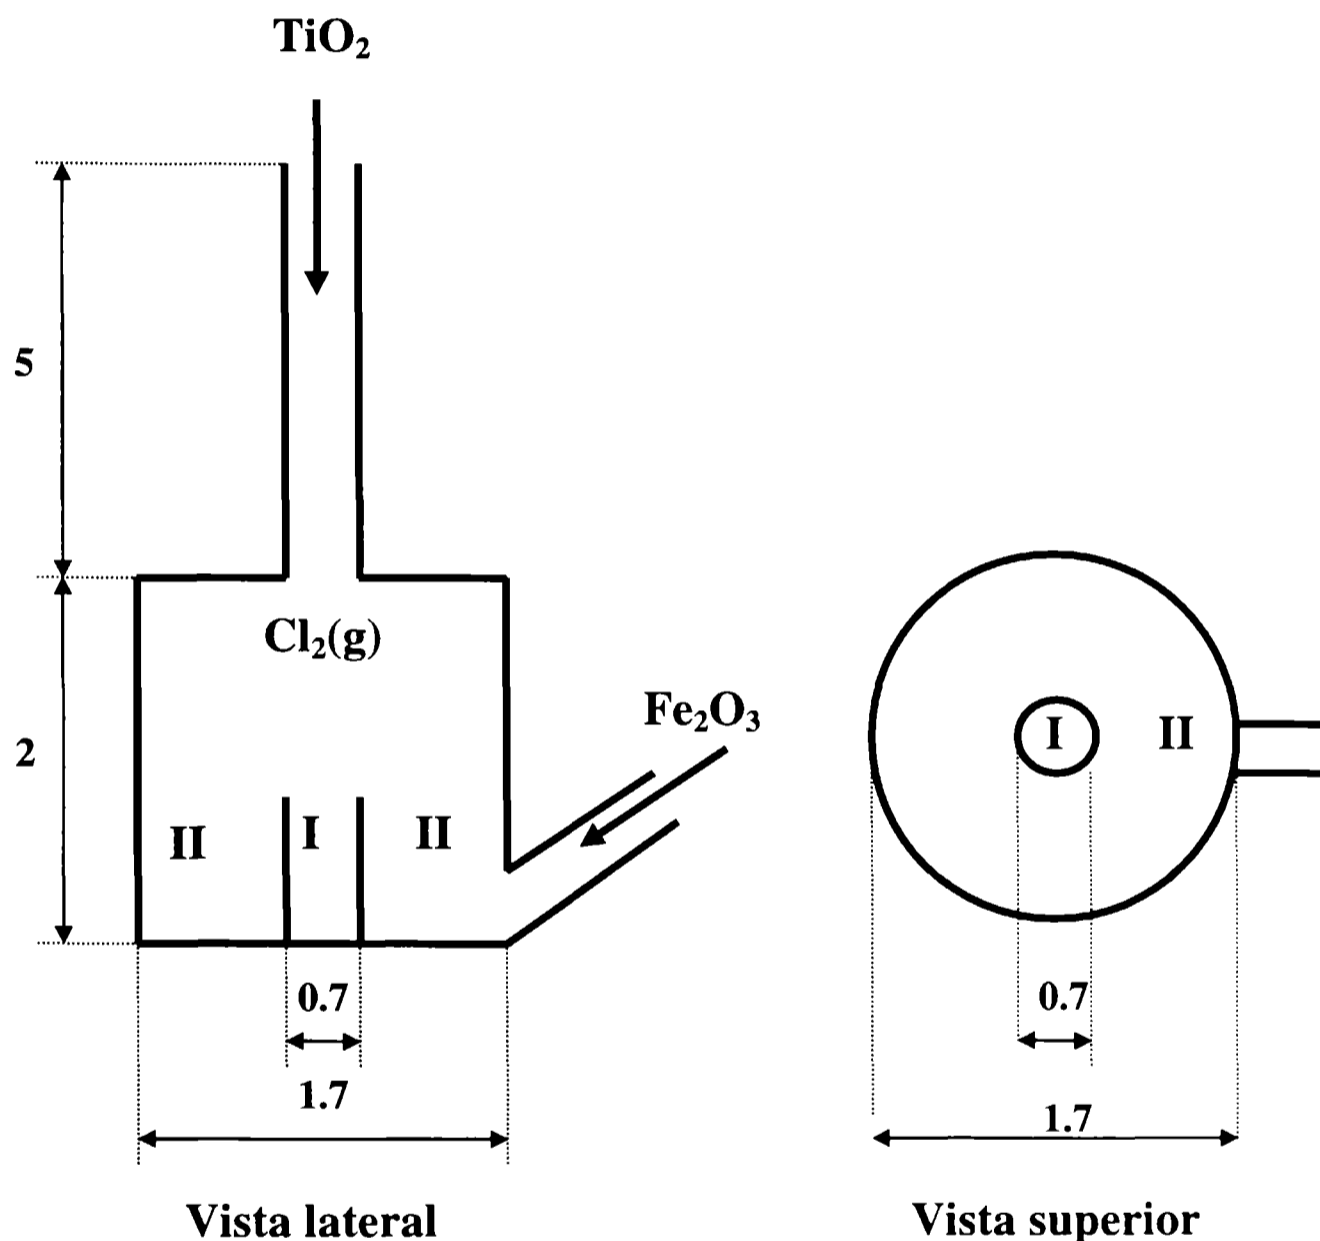 TiO₂
5
Cl₂(g)
Fe₂O₃
2
II
I
II
I
II
0.7
0.7
1.7
1.7
Vista lateral
Vista superior